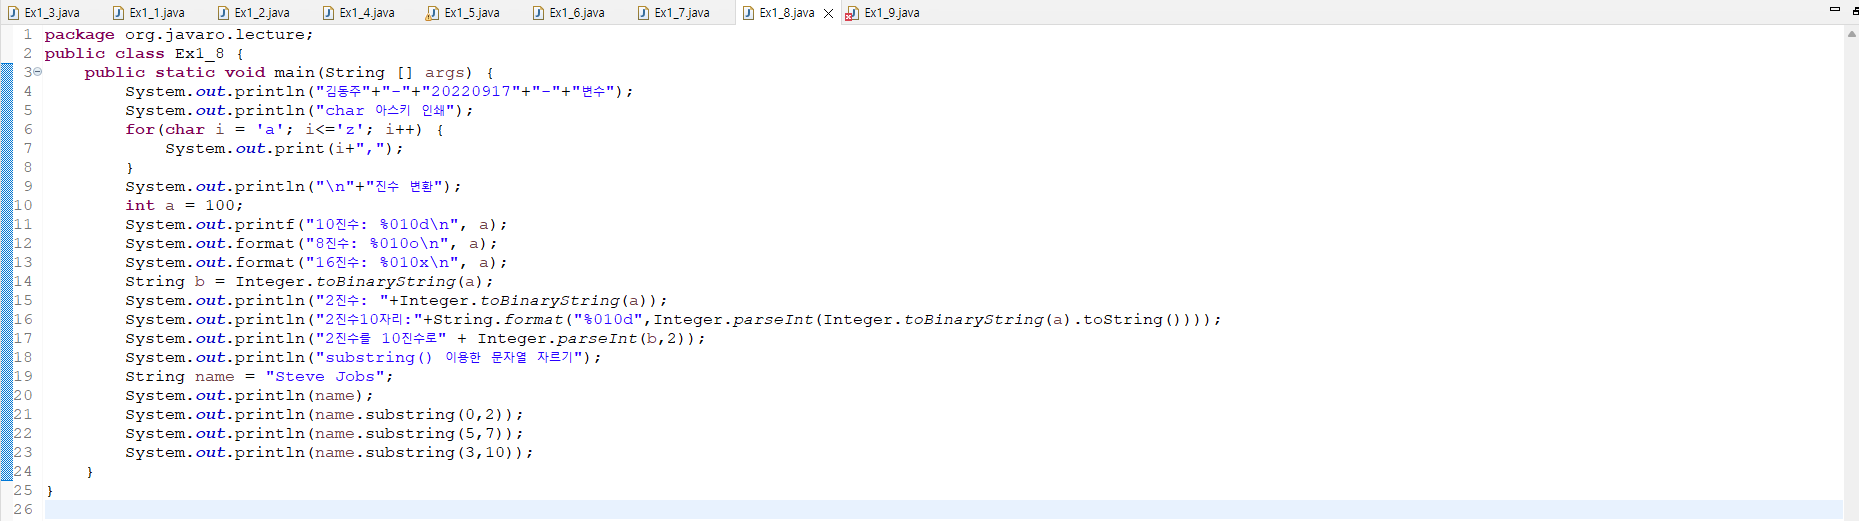 Ex1_3.java Ex1_1.java Ex1_2.java Ex1_4.java Ex1_5.java Ex1_6.java Ex1_7.java Ex1_8.java Ex1_9.java
1 package org.javaro.lecture;
2 public class Ex1_8 {
3 public static void main(String [] args) {
4 System.out.println("김동주"+"-"+"20220917"+"-"+"변수");
5 System.out.println("char 아스키 인쇄");
6 for(char i = 'a'; i<='z'; i++) {
7 System.out.print(i+",");
8 }
9 System.out.println("\n"+"진수 변환");
10 int a = 100;
11 System.out.printf("10진수: %010d\n", a);
12 System.out.format("8진수: %010o\n", a);
13 System.out.format("16진수: %010x\n", a);
14 String b = Integer.toBinaryString(a);
15 System.out.println("2진수: "+Integer.toBinaryString(a));
16 System.out.println("2진수10자리:"+String.format("%010d",Integer.parseInt(Integer.toBinaryString(a).toString())));
17 System.out.println("2진수를 10진수로" + Integer.parseInt(b,2));
18 System.out.println("substring() 이용한 문자열 자르기");
19 String name = "Steve Jobs";
20 System.out.println(name);
21 System.out.println(name.substring(0,2));
22 System.out.println(name.substring(5,7));
23 System.out.println(name.substring(3,10));
24 }
25 }
26